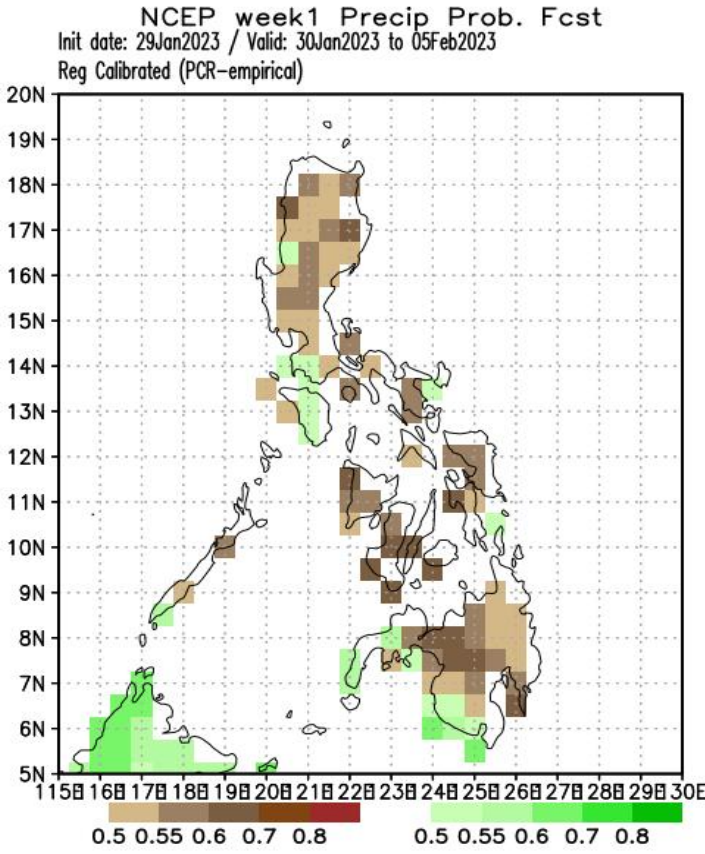 NCEP week1 Precip Prob. Fcst
Init date: 29Jan2023 / Valid: 30Jan2023 to 05Feb2023
Reg Calibrated (PCR-empirical)
20N
19N
18N
17N
16N
15N
14N
13N
12N
11N
10N
9N
8N
7N
6N
5N
115E 116E 117E 118E 119E 120E 121E 122E 123E 124E 125E 126E 127E 128E 129E 130E
0.5 0.55 0.6 0.7 0.8 0.5 0.55 0.6 0.7 0.8